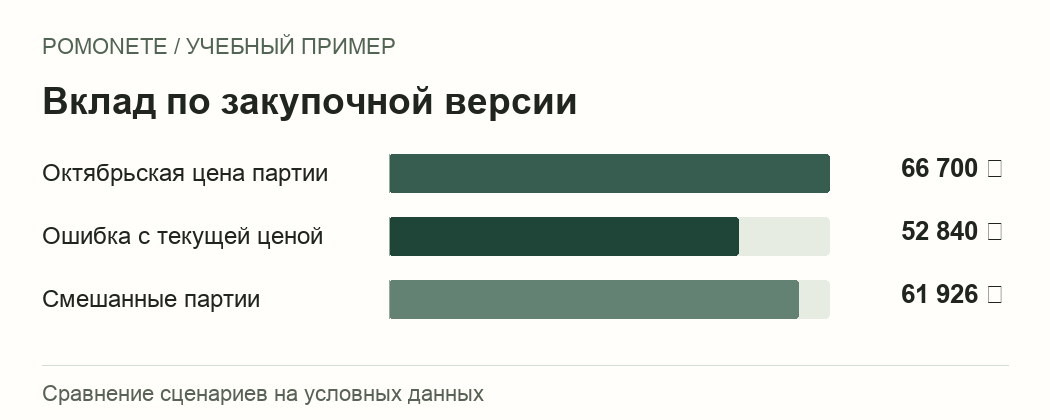 POMONETE / УЧЕБНЫЙ ПРИМЕР
Вклад по закупочной версии
Октябрьская цена партии 66 700 □
Ошибка с текущей ценой 52 840 □
Смешанные партии 61 926 □
Сравнение сценариев на условных данных